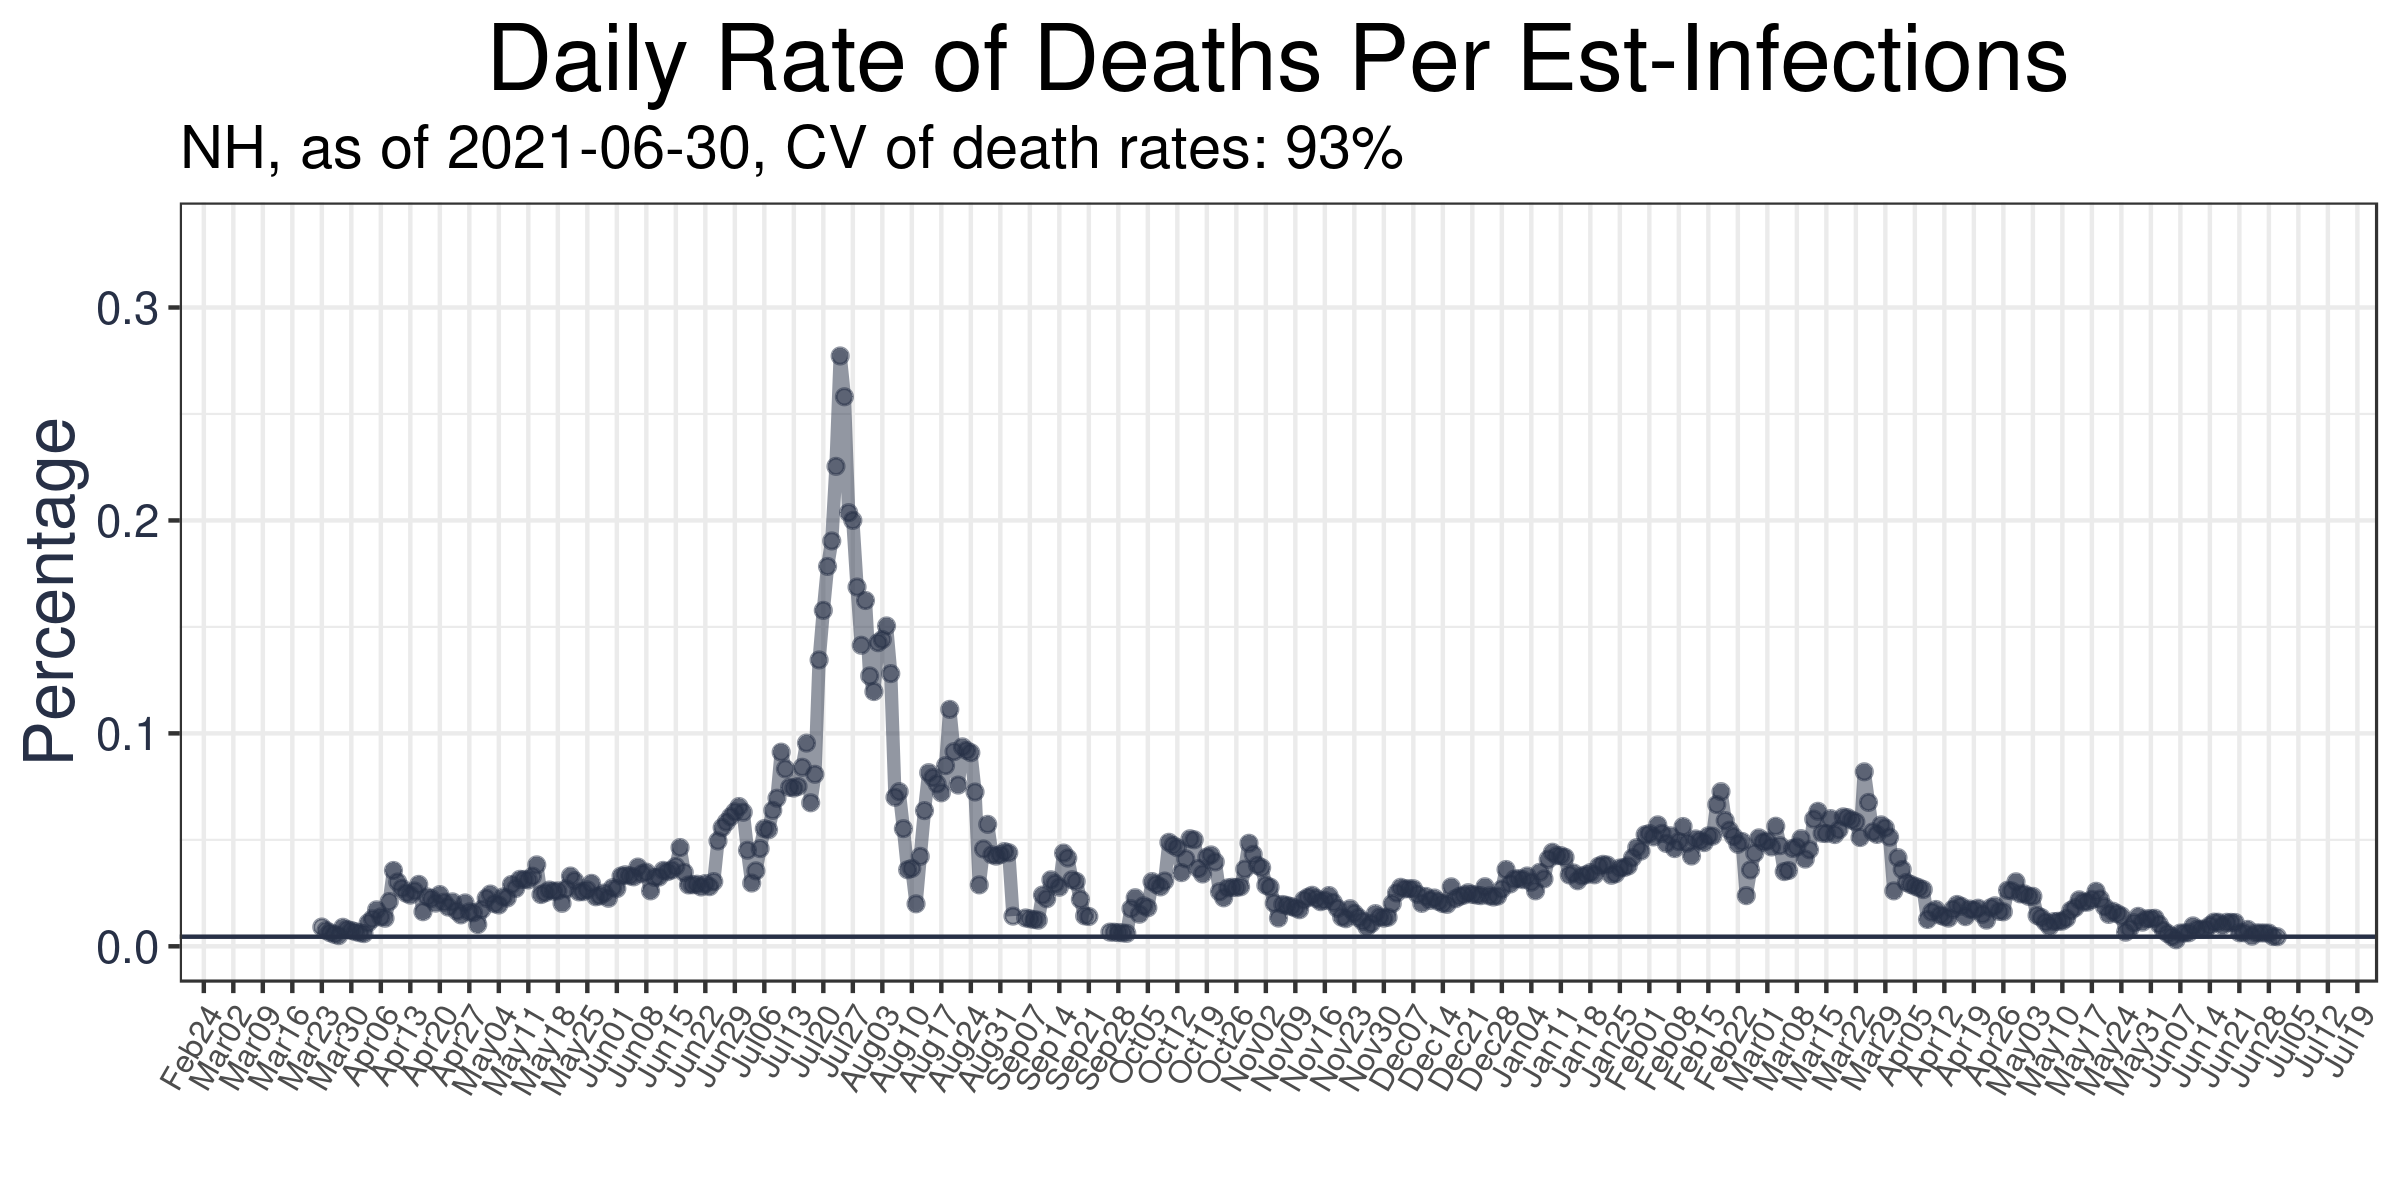 Daily Rate of Deaths Per Est-Infections
NH, as of 2021-06-30, CV of death rates: 93%
Percentage
0.3
0.2
0.1
0.0
Feb24
Mar02
Mar09
Mar16
Mar23
Mar30
Apr06
Apr13
Apr20
Apr27
May04
May11
May18
May25
Jun01
Jun08
Jun15
Jun22
Jun29
Jul06
Jul13
Jul20
Jul27
Aug03
Aug10
Aug17
Aug24
Aug31
Sep07
Sep14
Sep21
Sep28
Oct05
Oct12
Oct19
Oct26
Nov02
Nov09
Nov16
Nov23
Nov30
Dec07
Dec14
Dec21
Dec28
Jan04
Jan11
Jan18
Jan25
Feb01
Feb08
Feb15
Feb22
Mar01
Mar08
Mar15
Mar22
Mar29
Apr05
Apr12
Apr19
Apr26
May03
May10
May17
May24
May31
Jun07
Jun14
Jun21
Jun28
Jul05
Jul12
Jul19